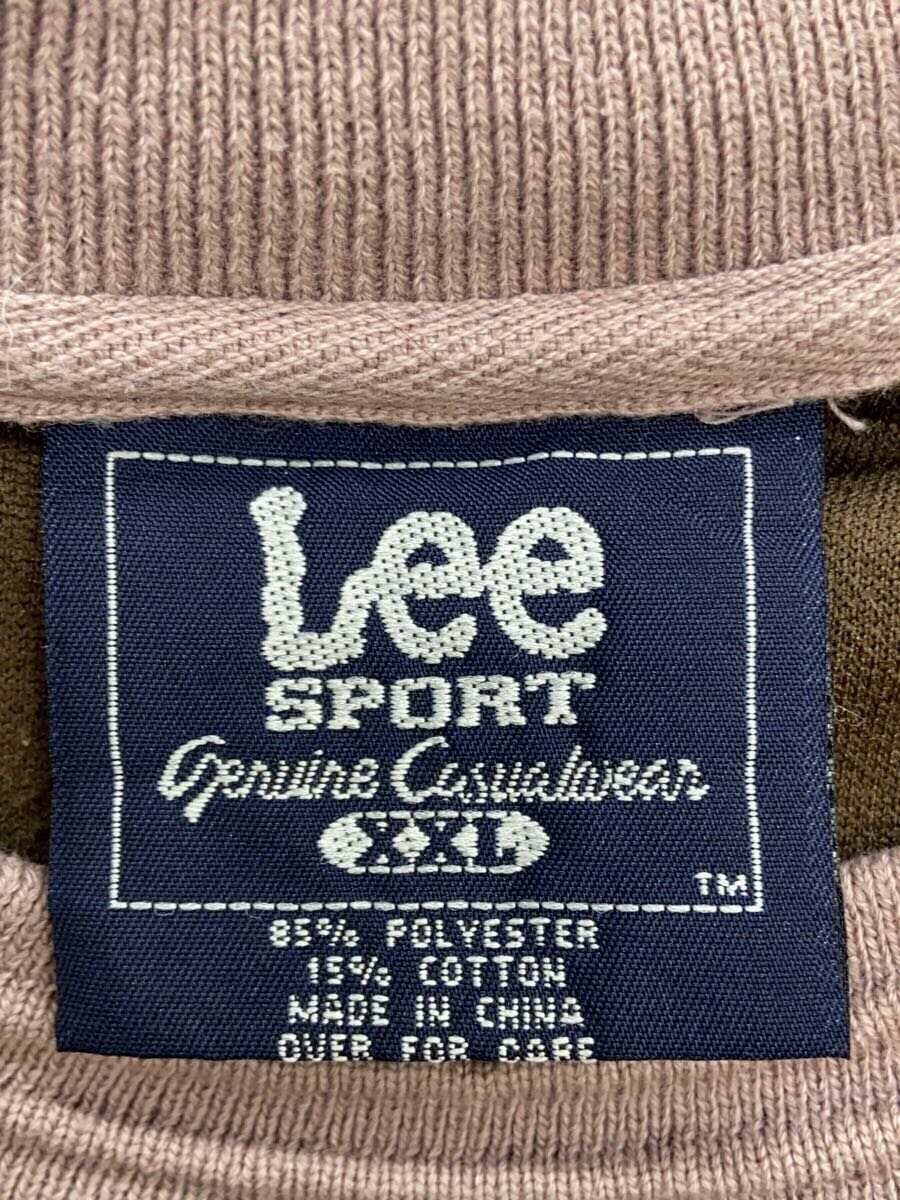 Lee
SPORT
Genuine Casualwear
XXL
TM
85% POLYESTER
15% COTTON
MADE IN CHINA
OVER FOR CARE